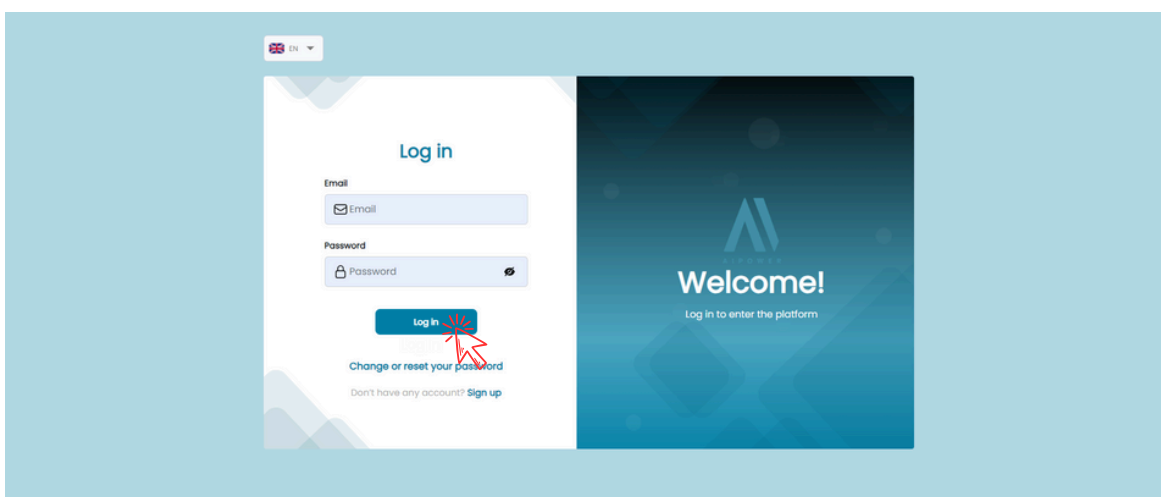 EN
Log in
Email
Email
Password
Password
Log in
Change or reset your password
Don't have any account? Sign up
AIPOWER
Welcome!
Log in to enter the platform